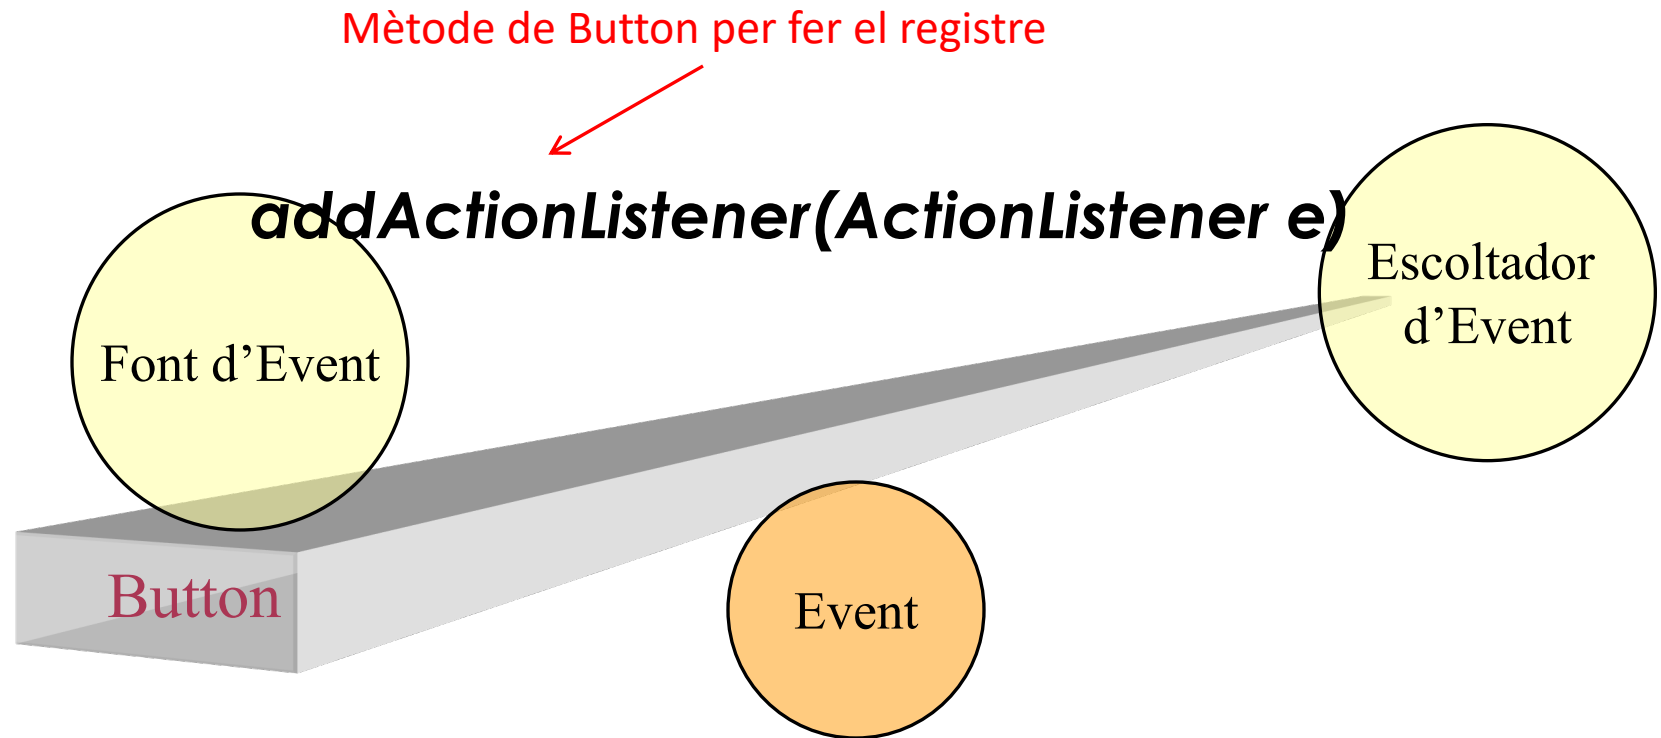 Mètode de Button per fer el registre
addActionListener(ActionListener e)
Escoltador
d’Event
Font d’Event
Button
Event